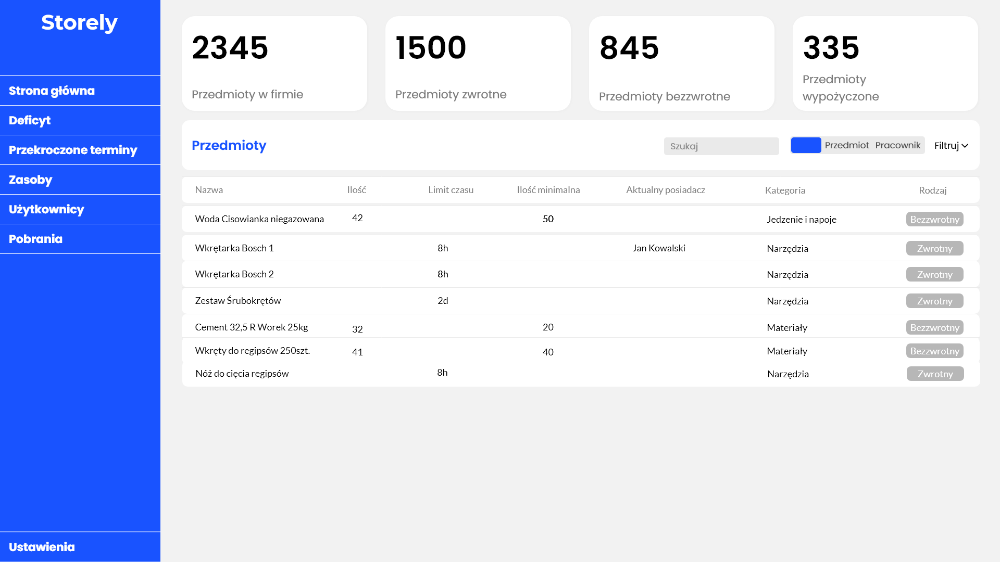 Storely
Strona główna
Deficyt
Przekroczone terminy
Zasoby
Użytkownicy
Pobrania
Ustawienia
2345
Przedmioty w firmie
1500
Przedmioty zwrotne
845
Przedmioty bezzwrotne
335
Przedmioty
wypożyczone
Przedmioty
Szukaj
Przedmiot Pracownik
Filtruj
Nazwa Ilość Limit czasu Ilość minimalna Aktualny posiadacz Kategoria Rodzaj
Woda Cisowianka niegazowana 42 50 Jedzenie i napoje Bezzwrotny
Wkrętarka Bosch 1 8h Jan Kowalski Narzędzia Zwrotny
Wkrętarka Bosch 2 8h Narzędzia Zwrotny
Zestaw Śrubokrętów 2d Narzędzia Zwrotny
Cement 32,5 R Worek 25kg 32 20 Materiały Bezzwrotny
Wkręty do regipsów 250szt. 41 40 Materiały Bezzwrotny
Nóż do cięcia regipsów 8h Narzędzia Zwrotny